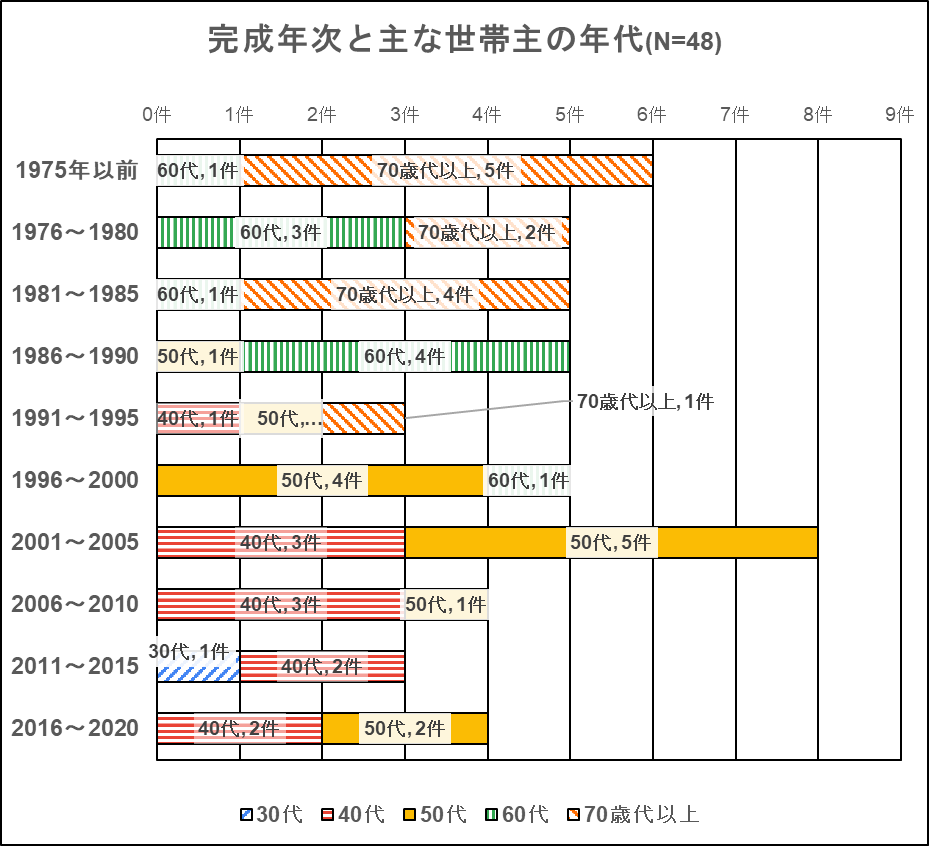 完成年次と主な世帯主の年代(N=48)
0件 1件 2件 3件 4件 5件 6件 7件 8件 9件
1975年以前 60代, 1件 70歳代以上, 5件
1976～1980 60代, 3件 70歳代以上, 2件
1981～1985 60代, 1件 70歳代以上, 4件
1986～1990 50代, 1件 60代, 4件
1991～1995 40代, 1件 50代,… 70歳代以上, 1件
1996～2000 50代, 4件 60代, 1件
2001～2005 40代, 3件 50代, 5件
2006～2010 40代, 3件 50代, 1件
2011～2015 30代, 1件 40代, 2件
2016～2020 40代, 2件 50代, 2件
30代 40代 50代 60代 70歳代以上